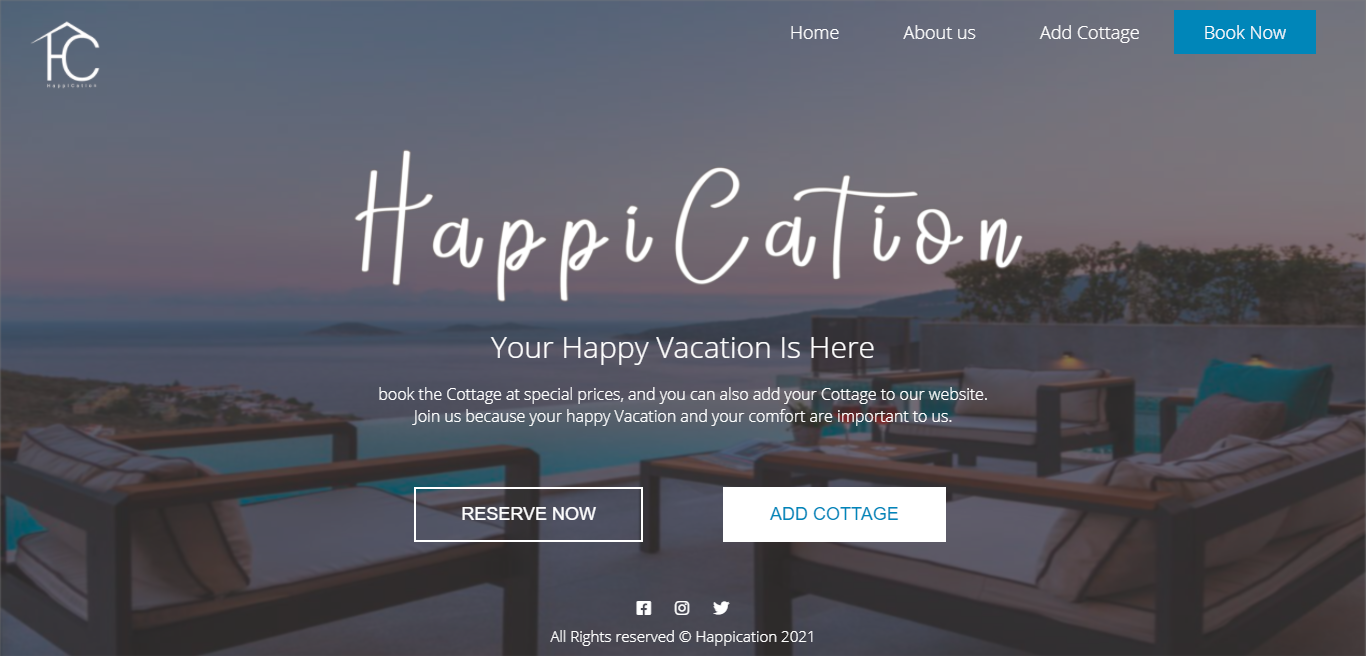 HC
HappiCation
Home
About us
Add Cottage
Book Now
HappiCation
Your Happy Vacation Is Here
book the Cottage at special prices, and you can also add your Cottage to our website.
Join us because your happy Vacation and your comfort are important to us.
RESERVE NOW
ADD COTTAGE
All Rights reserved © Happication 2021